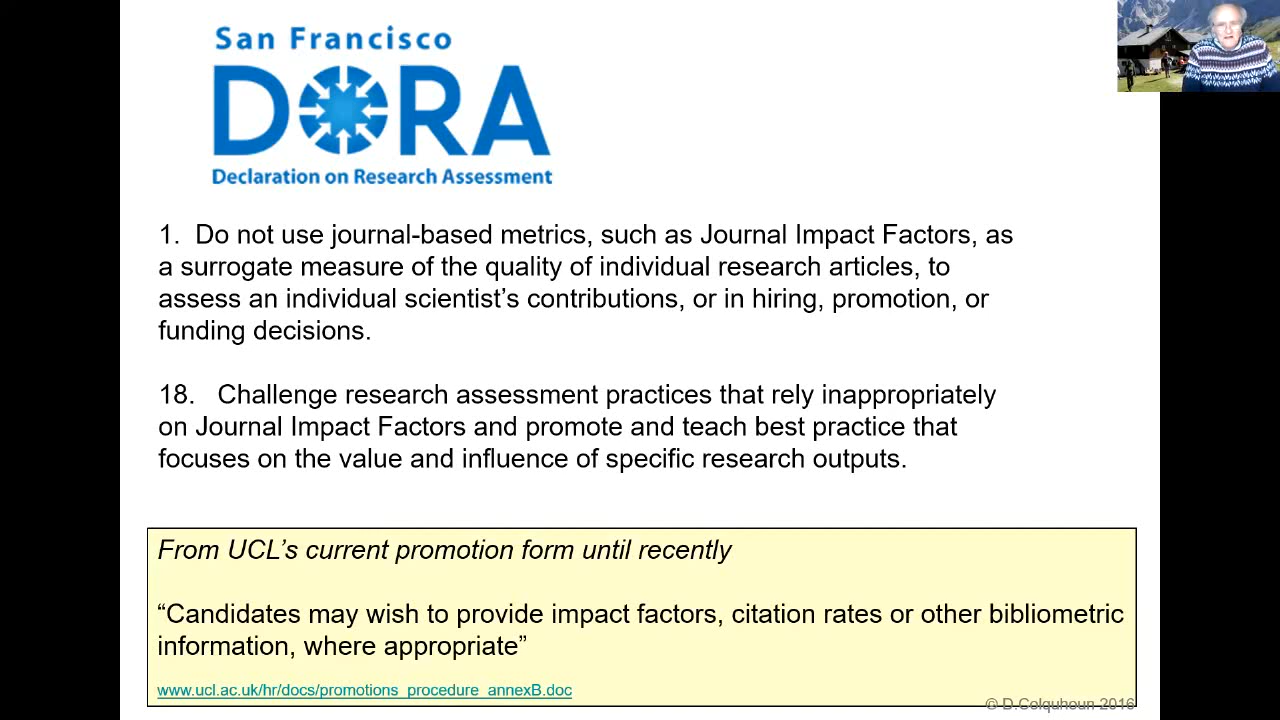 San Francisco
DORA
Declaration on Research Assessment
1. Do not use journal-based metrics, such as Journal Impact Factors, as
a surrogate measure of the quality of individual research articles, to
assess an individual scientist’s contributions, or in hiring, promotion, or
funding decisions.
18. Challenge research assessment practices that rely inappropriately
on Journal Impact Factors and promote and teach best practice that
focuses on the value and influence of specific research outputs.
From UCL’s current promotion form until recently
“Candidates may wish to provide impact factors, citation rates or other bibliometric
information, where appropriate”
www.ucl.ac.uk/hr/docs/promotions_procedure_annexB.doc
© D.Colquhoun 2016